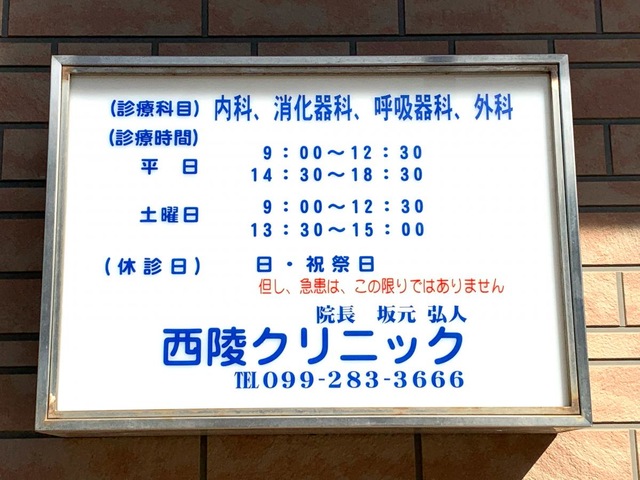 (診療科目) 内科、消化器科、呼吸器科、外科
(診療時間)
平日 9:00〜12:30
14:30〜18:30
土曜日 9:00〜12:30
13:30〜15:00
(休診日) 日・祝祭日
但し、急患は、この限りではありません
院長 坂元 弘人
西陵クリニック
TEL 099-283-3666